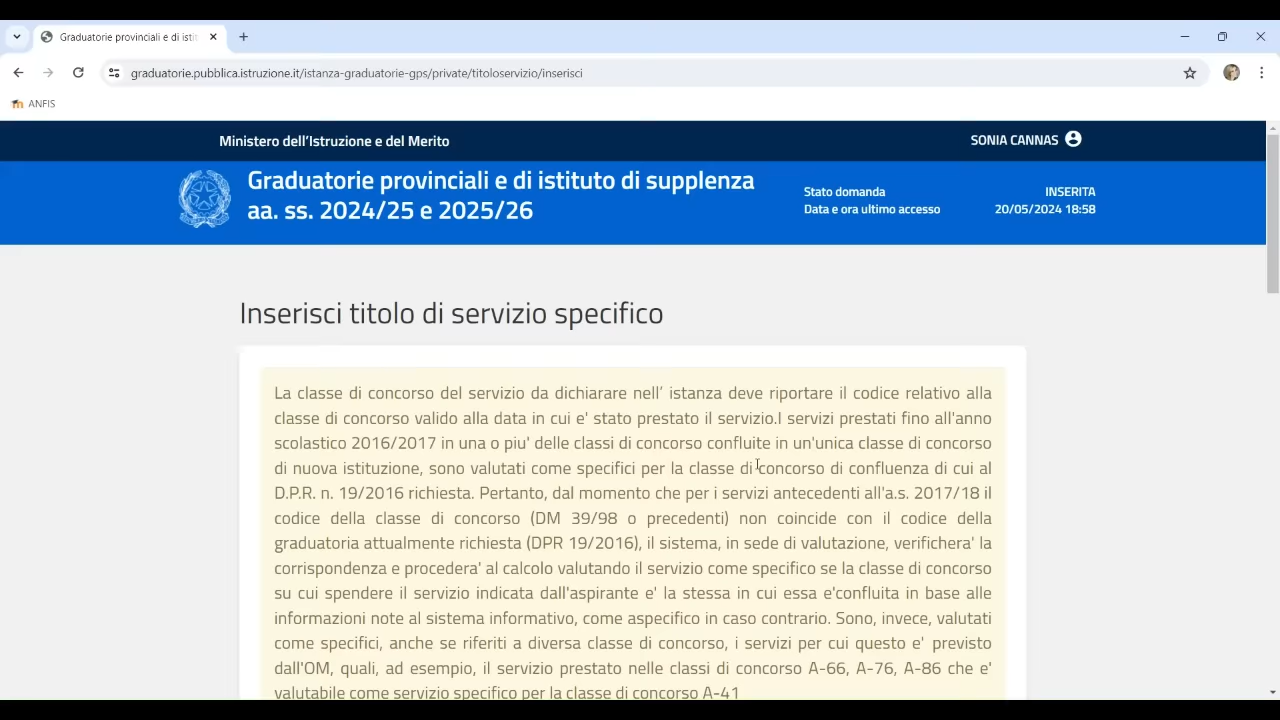 Graduatorie provinciali e di isti
graduatorie.pubblica.istruzione.it/istanza-graduatorie-gps/private/titoloservizio/inserisci
ANFIS
Ministero dell'Istruzione e del Merito
SONIA CANNAS
Graduatorie provinciali e di istituto di supplenza
aa. ss. 2024/25 e 2025/26
Stato domanda INSERITA
Data e ora ultimo accesso 20/05/2024 18:58
Inserisci titolo di servizio specifico
La classe di concorso del servizio da dichiarare nell' istanza deve riportare il codice relativo alla
classe di concorso valido alla data in cui e' stato prestato il servizio.I servizi prestati fino all'anno
scolastico 2016/2017 in una o piu' delle classi di concorso confluite in un'unica classe di concorso
di nuova istituzione, sono valutati come specifici per la classe di concorso di confluenza di cui al
D.P.R. n. 19/2016 richiesta. Pertanto, dal momento che per i servizi antecedenti all'a.s. 2017/18 il
codice della classe di concorso (DM 39/98 o precedenti) non coincide con il codice della
graduatoria attualmente richiesta (DPR 19/2016), il sistema, in sede di valutazione, verifichera' la
corrispondenza e procedera' al calcolo valutando il servizio come specifico se la classe di concorso
su cui spendere il servizio indicata dall'aspirante e' la stessa in cui essa e'confluita in base alle
informazioni note al sistema informativo, come aspecifico in caso contrario. Sono, invece, valutati
come specifici, anche se riferiti a diversa classe di concorso, i servizi per cui questo e' previsto
dall'OM, quali, ad esempio, il servizio prestato nelle classi di concorso A-66, A-76, A-86 che e'
valutabile come servizio specifico per la classe di concorso A-41